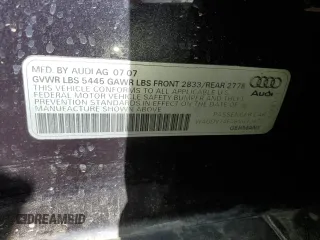 MFD. BY AUDI AG 07.07
GVWR LBS 5445 GAWR LBS FRONT 2833/REAR 2778
THIS VEHICLE CONFORMS TO ALL APPLICABLE
FEDERAL MOTOR VEHICLE SAFETY BUMPER AND THEFT
PREVENTION STANDARDS IN EFFECT ON THE DATE OF
MANUFACTURE SHOWN ABOVE
Audi